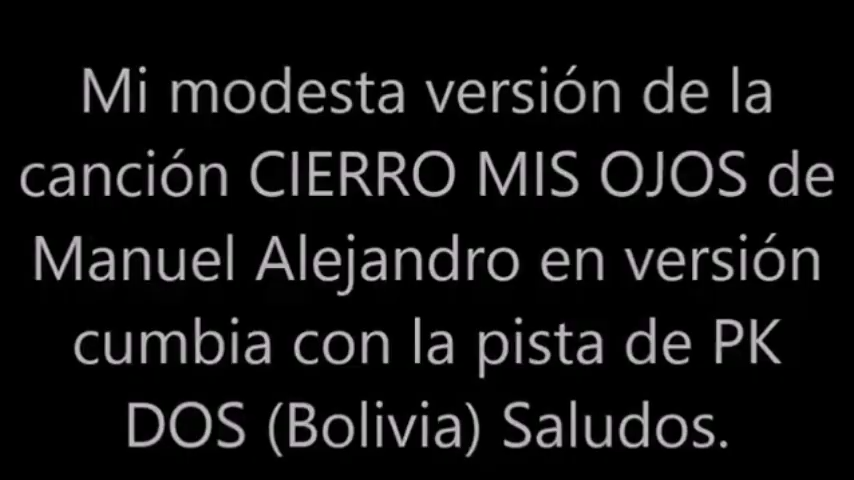 Mi modesta versión de la
canción CIERRO MIS OJOS de
Manuel Alejandro en versión
cumbia con la pista de PK
DOS (Bolivia) Saludos.